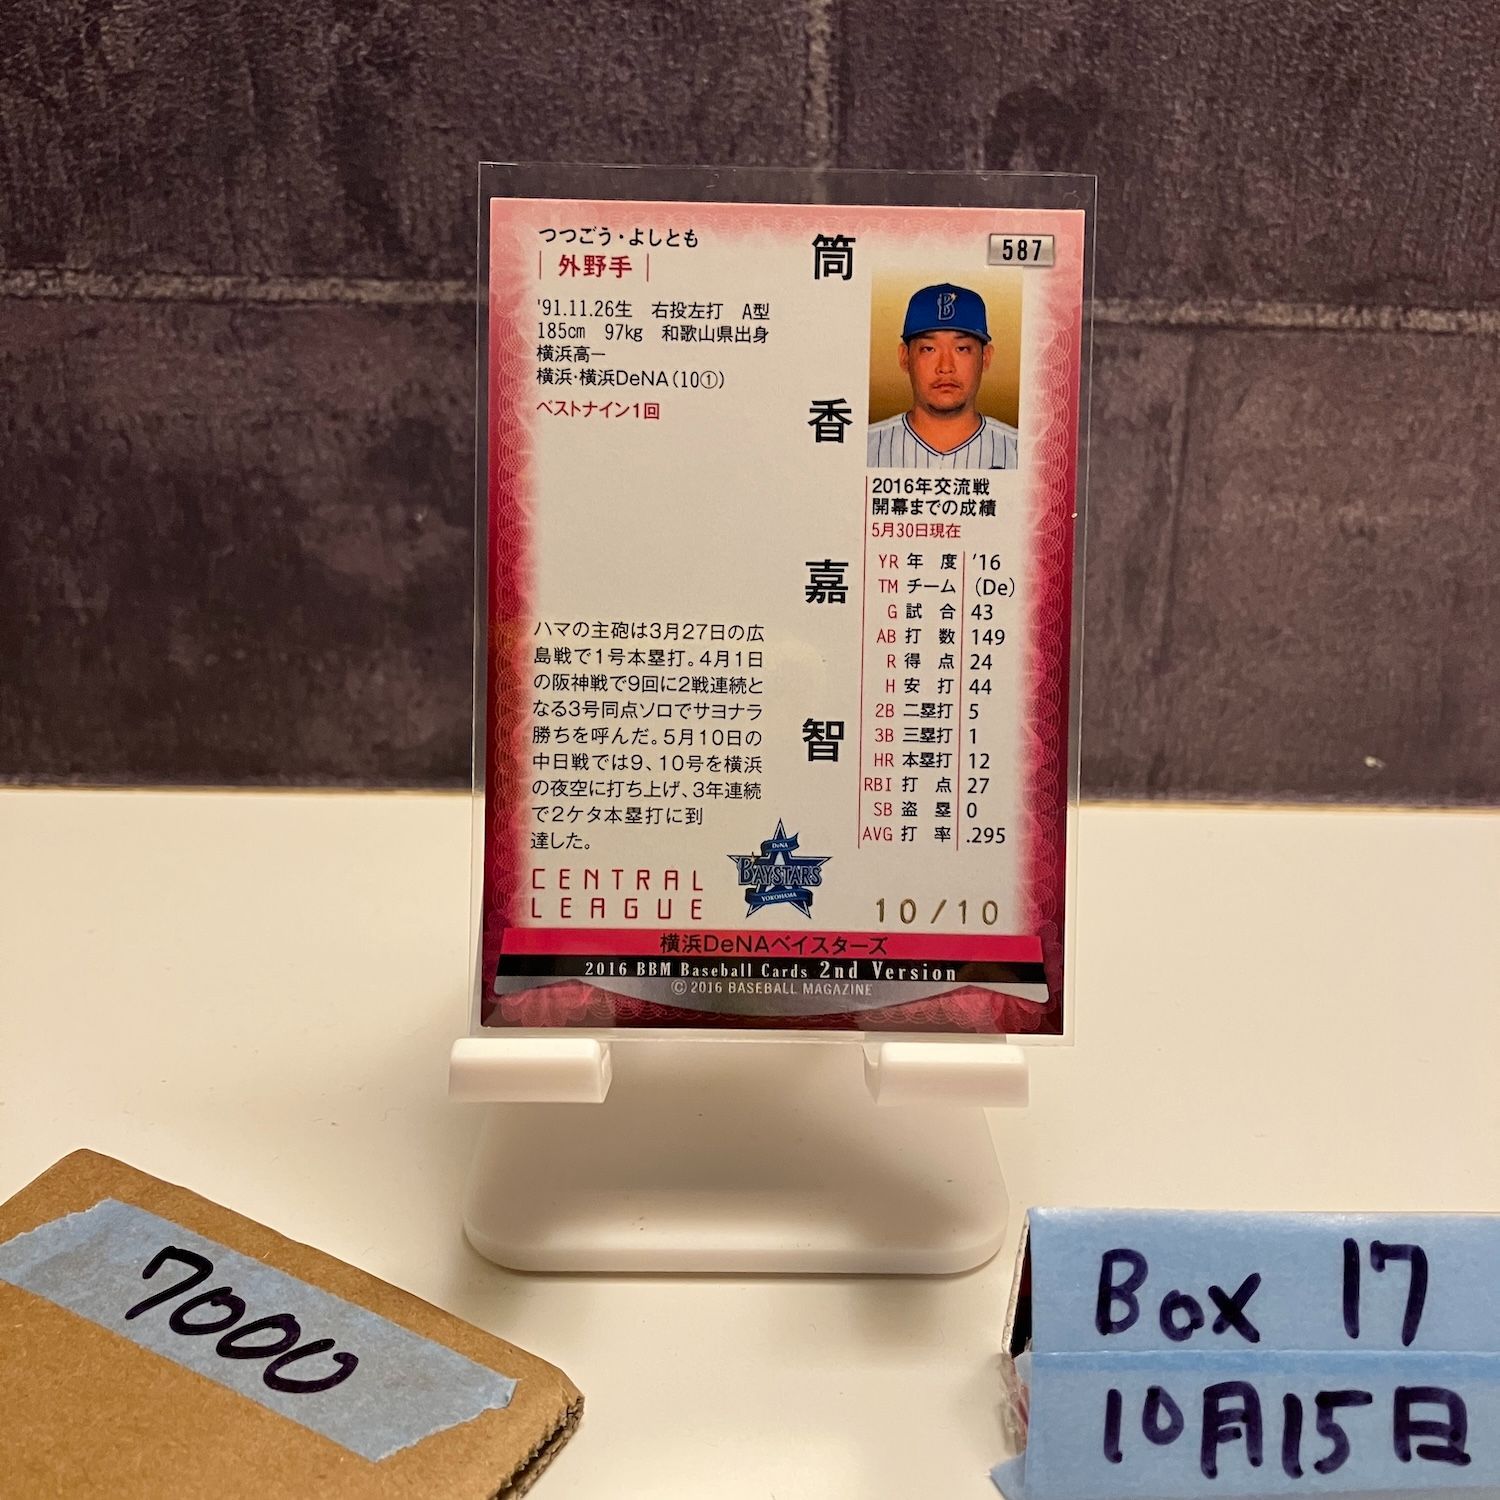 つつごう・よしとも
外野手
筒香嘉智
587
'91.11.26生 右投左打 A型
185cm 97kg 和歌山県出身
横浜高ー
横浜・横浜DeNA(10①)
ベストナイン1回
2016年交流戦
開幕までの成績
5月30日現在
YR 年度 '16
TM チーム (De)
G 試合 43
AB 打数 149
R 得点 24
H 安打 44
2B 二塁打 5
3B 三塁打 1
HR 本塁打 12
RBI 打点 27
SB 盗塁 0
AVG 打率 .295
ハマの主砲は3月27日の広
島戦で1号本塁打。4月1日
の阪神戦で9回に2戦連続と
なる3号同点ソロでサヨナラ
勝ちを呼んだ。5月10日の
中日戦では9、10号を横浜
の夜空に打ち上げ、3年連続
で2ケタ本塁打に到
達した。
CENTRAL
LEAGUE
DeNA
BAYSTARS
YOKOHAMA
10/10
横浜DeNAベイスターズ
2016 BBM Baseball Cards 2nd Version
© 2016 BASEBALL MAGAZINE
7000
Box 17
10月15日